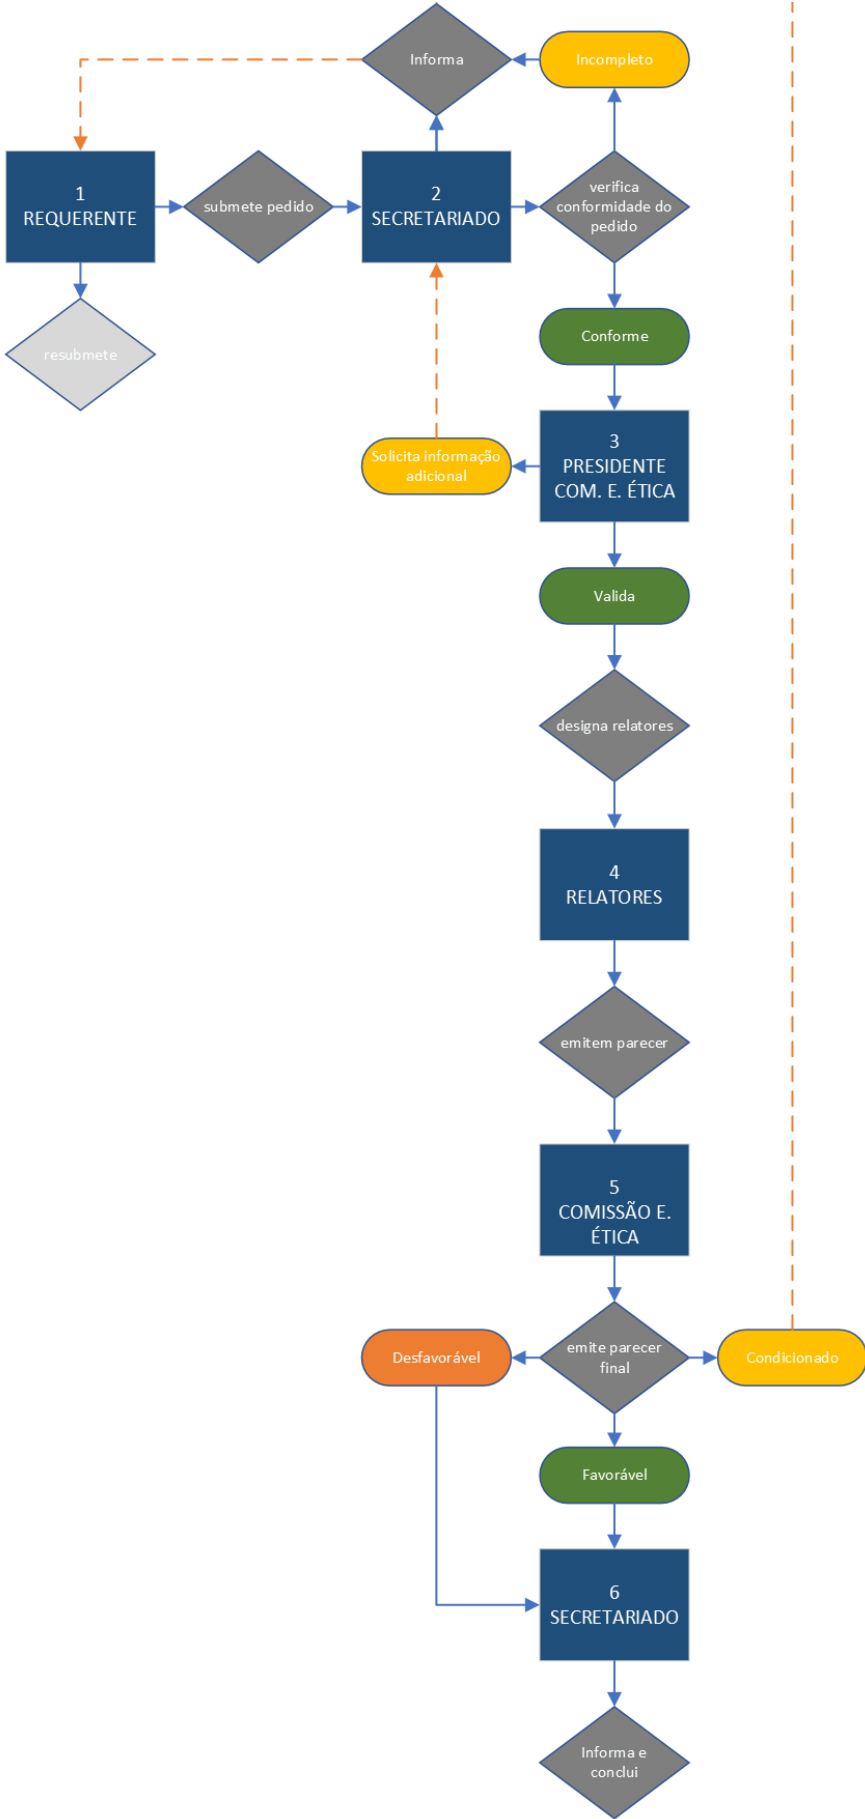 Informa
Incompleto
1
REQUERENTE
submete pedido
2
SECRETARIADO
verifica
conformidade do
pedido
resubmete
Conforme
Solicita informação
adicional
3
PRESIDENTE
COM. E. ÉTICA
Valida
designa relatores
4
RELATORES
emitem parecer
5
COMISSÃO E.
ÉTICA
Desfavorável
emite parecer
final
Condicionado
Favorável
6
SECRETARIADO
Informa e
conclui